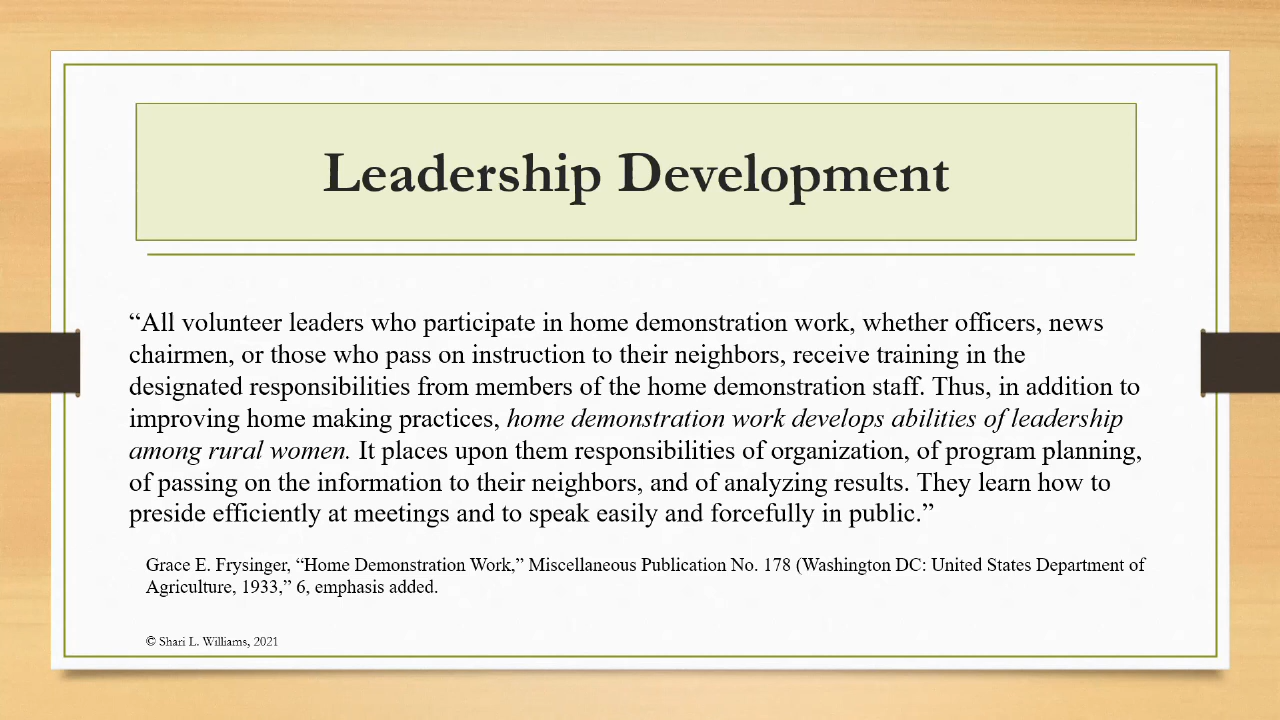 Leadership Development
“All volunteer leaders who participate in home demonstration work, whether officers, news
chairmen, or those who pass on instruction to their neighbors, receive training in the
designated responsibilities from members of the home demonstration staff. Thus, in addition to
improving home making practices, home demonstration work develops abilities of leadership
among rural women. It places upon them responsibilities of organization, of program planning,
of passing on the information to their neighbors, and of analyzing results. They learn how to
preside efficiently at meetings and to speak easily and forcefully in public.”
Grace E. Frysinger, “Home Demonstration Work,” Miscellaneous Publication No. 178 (Washington DC: United States Department of
Agriculture, 1933,” 6, emphasis added.
© Shari L. Williams, 2021